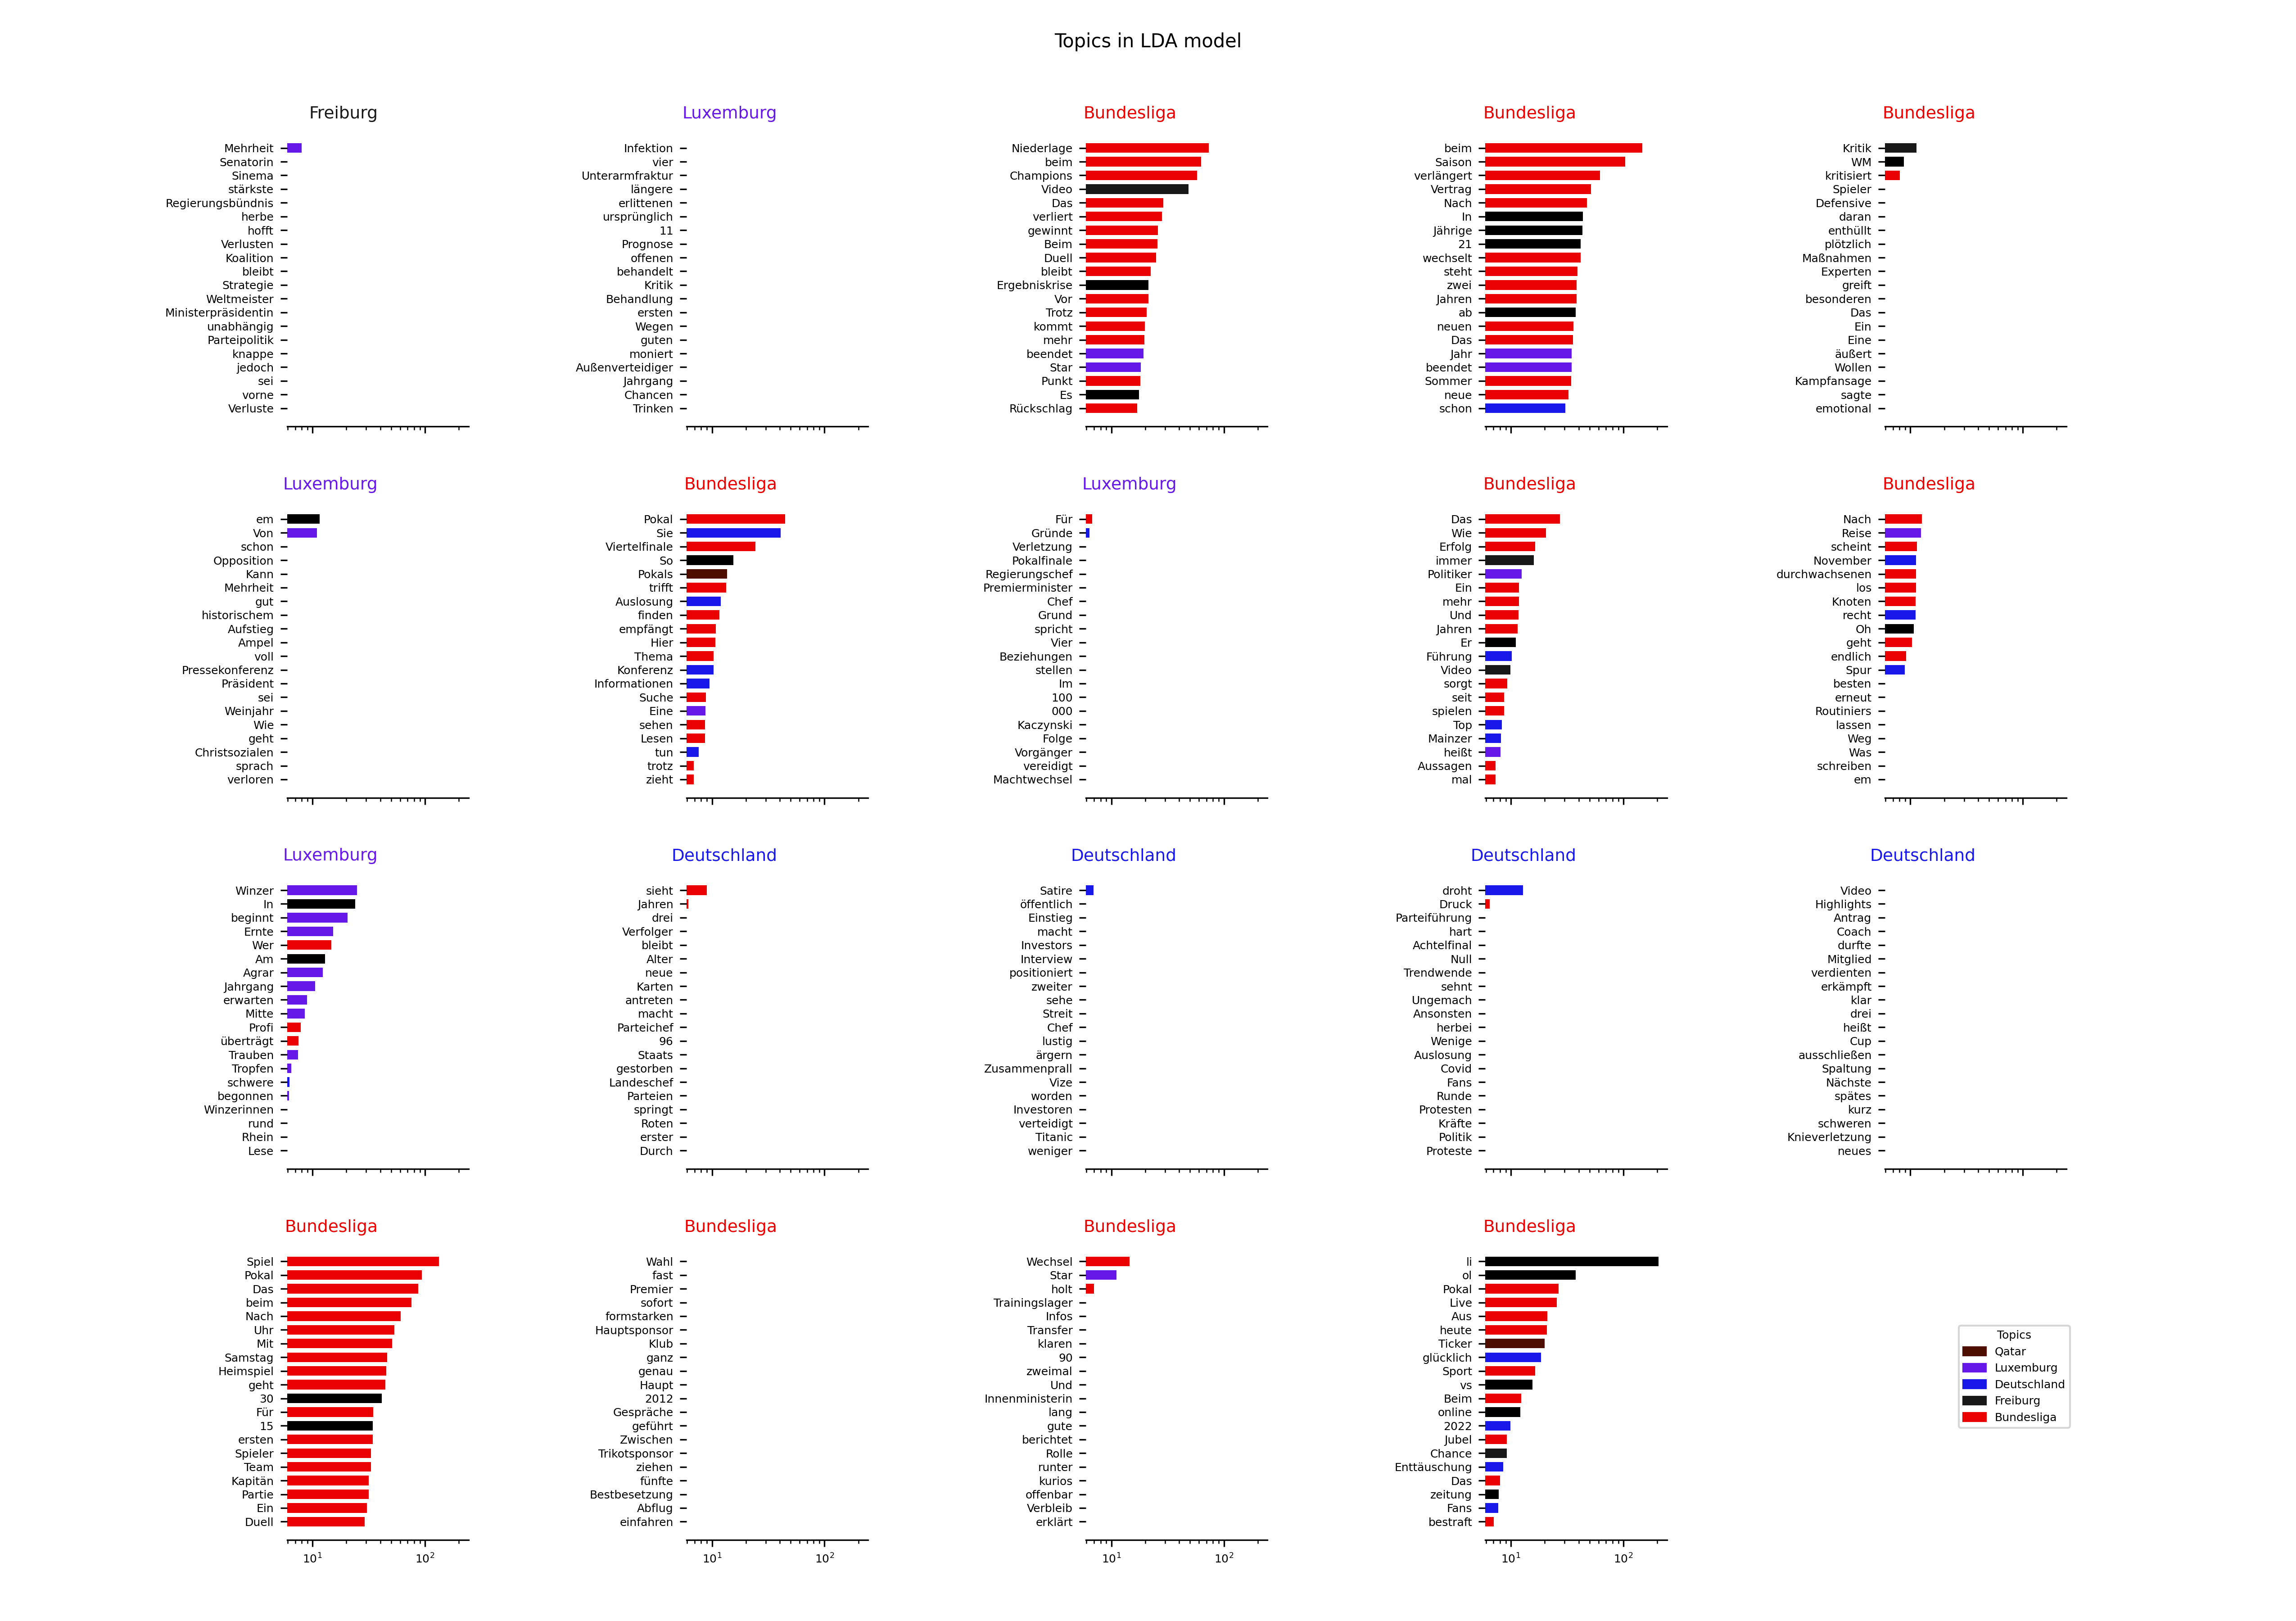 Topics in LDA model
Freiburg
Mehrheit
Senatorin
Sinema
stärkste
Regierungsbündnis
herbe
hofft
Verlusten
Koalition
bleibt
Strategie
Weltmeister
Ministerpräsidentin
unabhängig
Parteipolitik
knappe
jedoch
sei
vorne
Verluste
Luxemburg
Infektion
vier
Unterarmfraktur
längere
erlittenen
ursprünglich
11
Prognose
offenen
behandelt
Kritik
Behandlung
ersten
Wegen
guten
moniert
Außenverteidiger
Jahrgang
Chancen
Trinken
Bundesliga
Niederlage
beim
Champions
Video
Das
verliert
gewinnt
Beim
Duell
bleibt
Ergebniskrise
Vor
Trotz
kommt
mehr
beendet
Star
Punkt
Es
Rückschlag
Bundesliga
beim
Saison
verlängert
Vertrag
Nach
In
Jährige
21
wechselt
steht
zwei
Jahren
ab
neuen
Das
Jahr
beendet
Sommer
neue
schon
Bundesliga
Kritik
WM
kritisiert
Spieler
Defensive
daran
enthüllt
plötzlich
Maßnahmen
Experten
greift
besonderen
Das
Ein
Eine
äußert
Wollen
Kampfansage
sagte
emotional
Luxemburg
em
Von
schon
Opposition
Kann
Mehrheit
gut
historischem
Aufstieg
Ampel
voll
Pressekonferenz
Präsident
sei
Weinjahr
Wie
geht
Christsozialen
sprach
verloren
Bundesliga
Pokal
Sie
Viertelfinale
So
Pokals
trifft
Auslosung
finden
empfängt
Hier
Thema
Konferenz
Informationen
Suche
Eine
sehen
Lesen
tun
trotz
zieht
Luxemburg
Für
Gründe
Verletzung
Pokalfinale
Regierungschef
Premierminister
Chef
Grund
spricht
Vier
Beziehungen
stellen
Im
100
000
Kaczynski
Folge
Vorgänger
vereidigt
Machtwechsel
Bundesliga
Das
Wie
Erfolg
immer
Politiker
Ein
mehr
Und
Jahren
Er
Führung
Video
sorgt
seit
spielen
Top
Mainzer
heißt
Aussagen
mal
Bundesliga
Nach
Reise
scheint
November
durchwachsenen
los
Knoten
recht
Oh
geht
endlich
Spur
besten
erneut
Routiniers
lassen
Weg
Was
schreiben
em
Luxemburg
Winzer
In
beginnt
Ernte
Wer
Am
Agrar
Jahrgang
erwarten
Mitte
Profi
überträgt
Trauben
Tropfen
schwere
begonnen
Winzerinnen
rund
Rhein
Lese
Deutschland
sieht
Jahren
drei
Verfolger
bleibt
Alter
neue
Karten
antreten
macht
Parteichef
96
Staats
gestorben
Landeschef
Parteien
springt
Roten
erster
Durch
Deutschland
Satire
öffentlich
Einstieg
macht
Investors
Interview
positioniert
zweiter
sehe
Streit
Chef
lustig
ärgern
Zusammenprall
Vize
worden
Investoren
verteidigt
Titanic
weniger
Deutschland
droht
Druck
Parteiführung
hart
Achtelfinal
Null
Trendwende
sehnt
Ungemach
Ansonsten
herbei
Wenige
Auslosung
Covid
Fans
Runde
Protesten
Kräfte
Politik
Proteste
Deutschland
Video
Highlights
Antrag
Coach
durfte
Mitglied
verdienten
erkämpft
klar
drei
heißt
Cup
ausschließen
Spaltung
Nächste
spätes
kurz
schweren
Knieverletzung
neues
Bundesliga
Spiel
Pokal
Das
beim
Nach
Uhr
Mit
Samstag
Heimspiel
geht
30
Für
15
ersten
Spieler
Team
Kapitän
Partie
Ein
Duell
10¹ 10²
Bundesliga
Wahl
fast
Premier
sofort
formstarken
Hauptsponsor
Klub
ganz
genau
Haupt
2012
Gespräche
geführt
Zwischen
Trikotsponsor
ziehen
fünfte
Bestbesetzung
Abflug
einfahren
10¹ 10²
Bundesliga
Wechsel
Star
holt
Trainingslager
Infos
Transfer
klaren
90
zweimal
Und
Innenministerin
lang
gute
berichtet
Rolle
runter
kurios
offenbar
Verbleib
erklärt
10¹ 10²
Bundesliga
li
ol
Pokal
Live
Aus
heute
Ticker
glücklich
Sport
vs
Beim
online
2022
Jubel
Chance
Enttäuschung
Das
zeitung
Fans
bestraft
10¹ 10²
Topics
Qatar
Luxemburg
Deutschland
Freiburg
Bundesliga